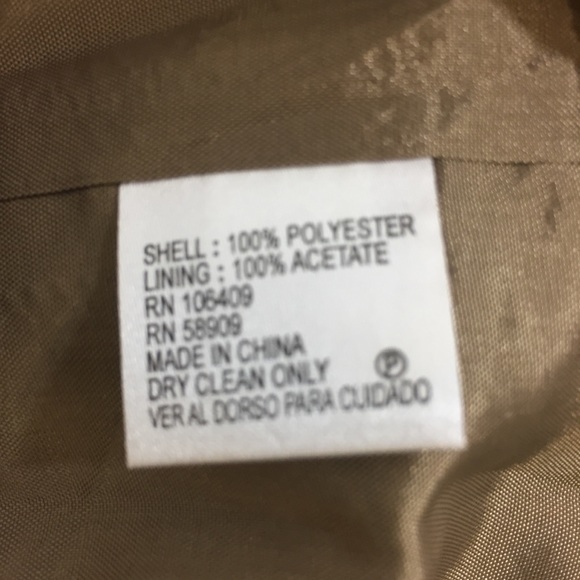 SHELL : 100% POLYESTER
LINING : 100% ACETATE
RN 106409
RN 58909
MADE IN CHINA
DRY CLEAN ONLY Ⓟ
VER AL DORSO PARA CUIDADO